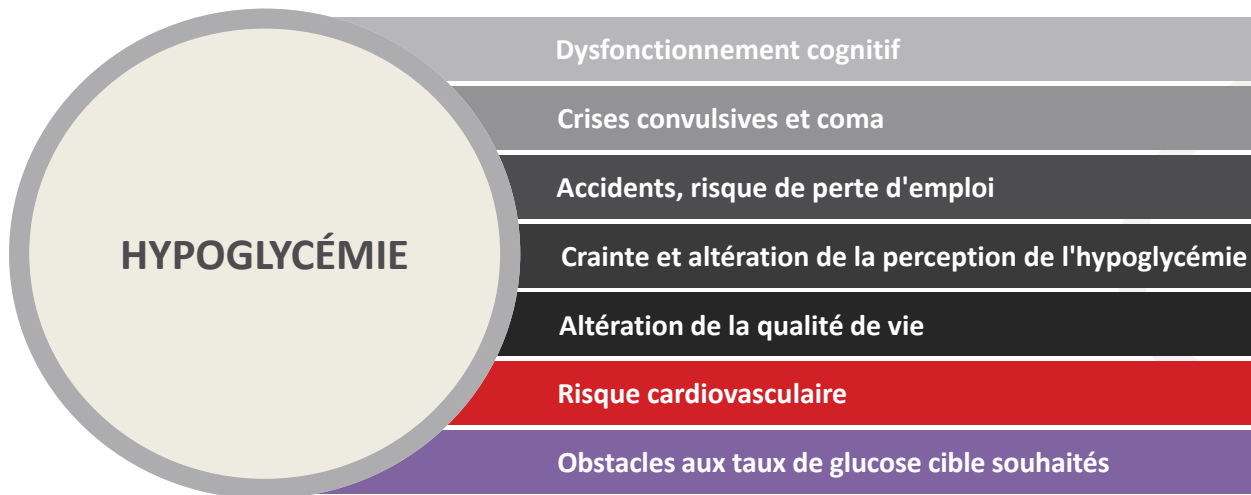 Dysfonctionnement cognitif
Crises convulsives et coma
Accidents, risque de perte d'emploi
HYPOGLYCÉMIE
Crainte et altération de la perception de l'hypoglycémie
Altération de la qualité de vie
Risque cardiovasculaire
Obstacles aux taux de glucose cible souhaités